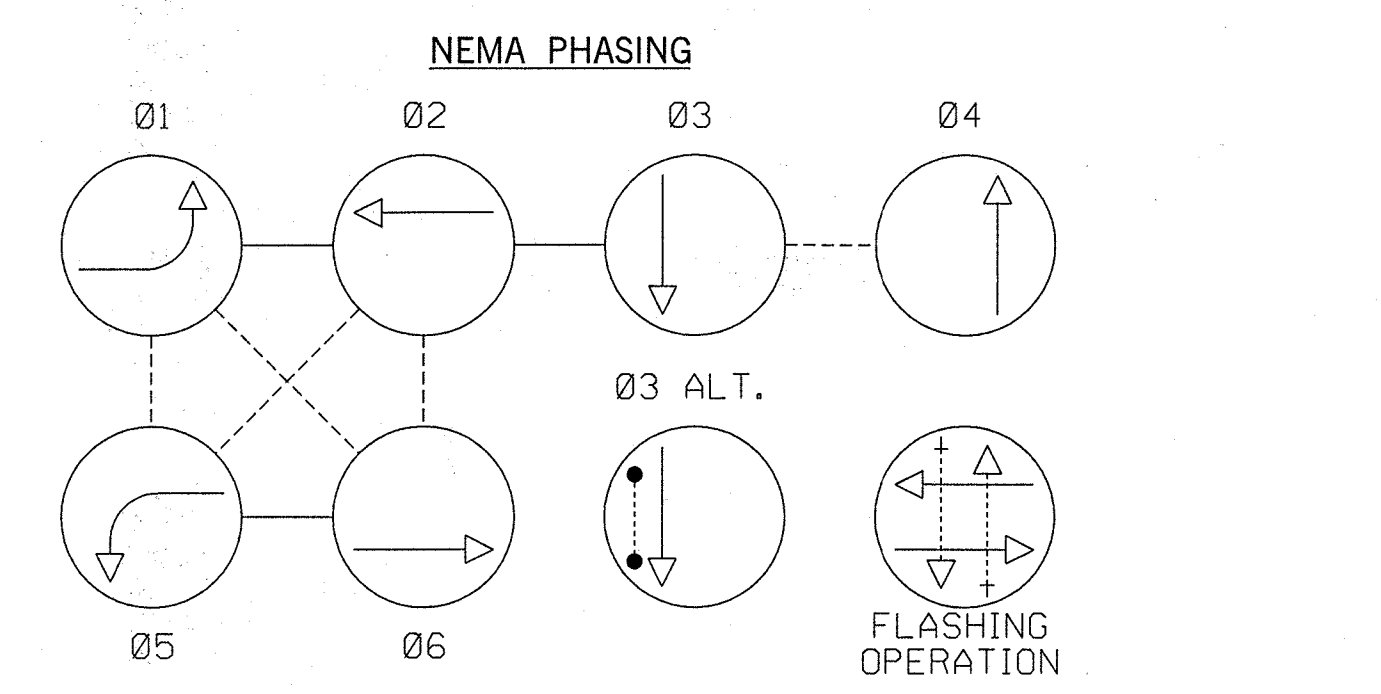 NEMA PHASING
Ø1 Ø2 Ø3 Ø4
Ø3 ALT.
Ø5 Ø6
FLASHING
OPERATION